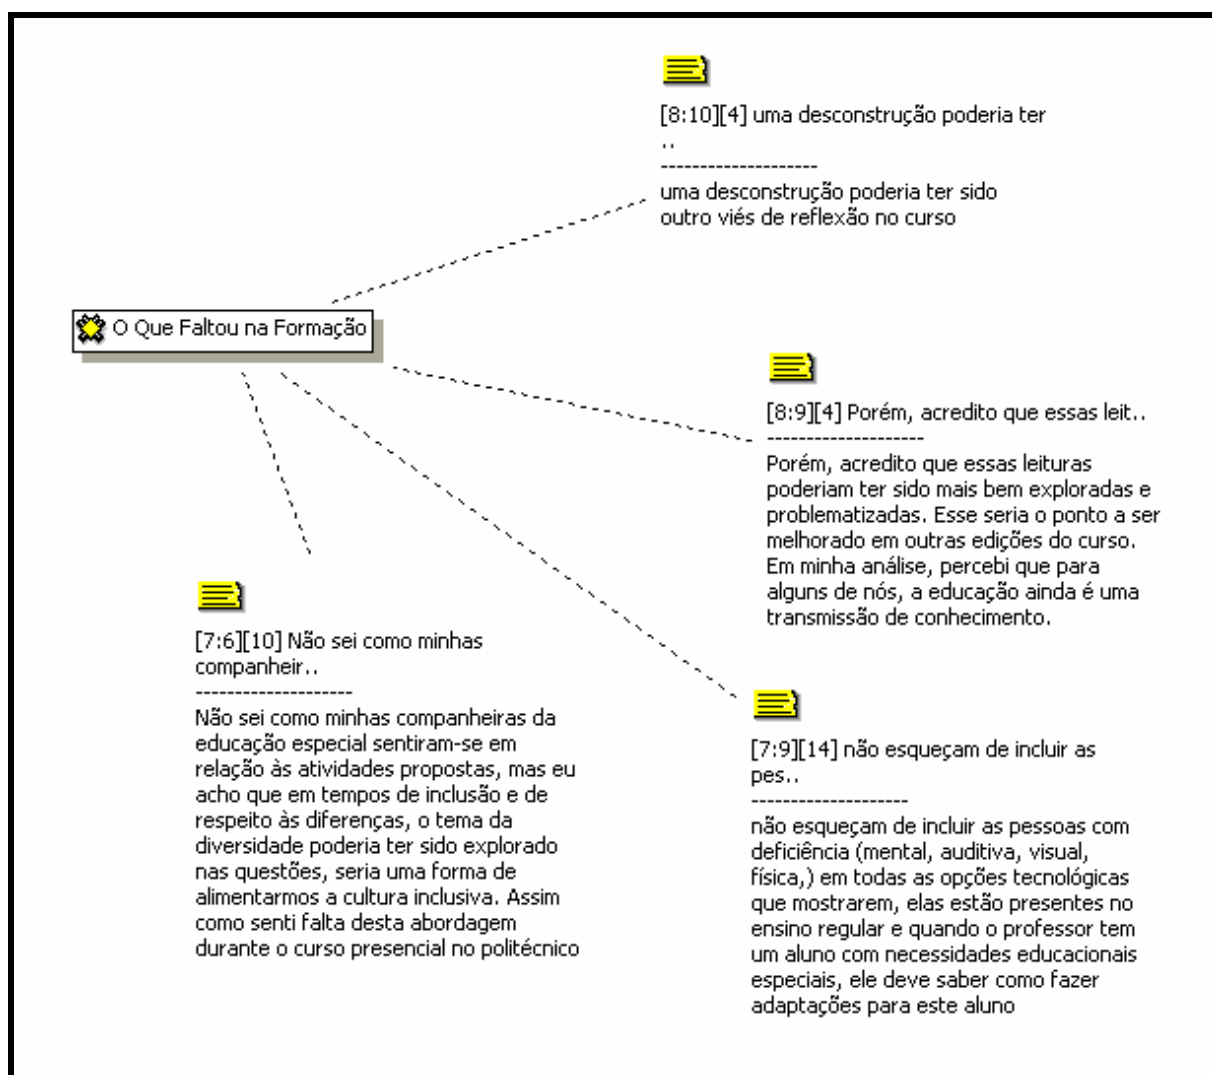 [8:10][4] uma desconstrução poderia ter
..
--------------------
uma desconstrução poderia ter sido
outro viés de reflexão no curso
O Que Faltou na Formação
[8:9][4] Porém, acredito que essas leit..
--------------------
Porém, acredito que essas leituras
poderiam ter sido mais bem exploradas e
problematizadas. Esse seria o ponto a ser
melhorado em outras edições do curso.
Em minha análise, percebi que para
alguns de nós, a educação ainda é uma
transmissão de conhecimento.
[7:6][10] Não sei como minhas
companheir..
--------------------
Não sei como minhas companheiras da
educação especial sentiram-se em
relação às atividades propostas, mas eu
acho que em tempos de inclusão e de
respeito às diferenças, o tema da
diversidade poderia ter sido explorado
nas questões, seria uma forma de
alimentarmos a cultura inclusiva. Assim
como senti falta desta abordagem
durante o curso presencial no politécnico
[7:9][14] não esqueçam de incluir as
pes..
--------------------
não esqueçam de incluir as pessoas com
deficiência (mental, auditiva, visual,
física,) em todas as opções tecnológicas
que mostrarem, elas estão presentes no
ensino regular e quando o professor tem
um aluno com necessidades educacionais
especiais, ele deve saber como fazer
adaptações para este aluno